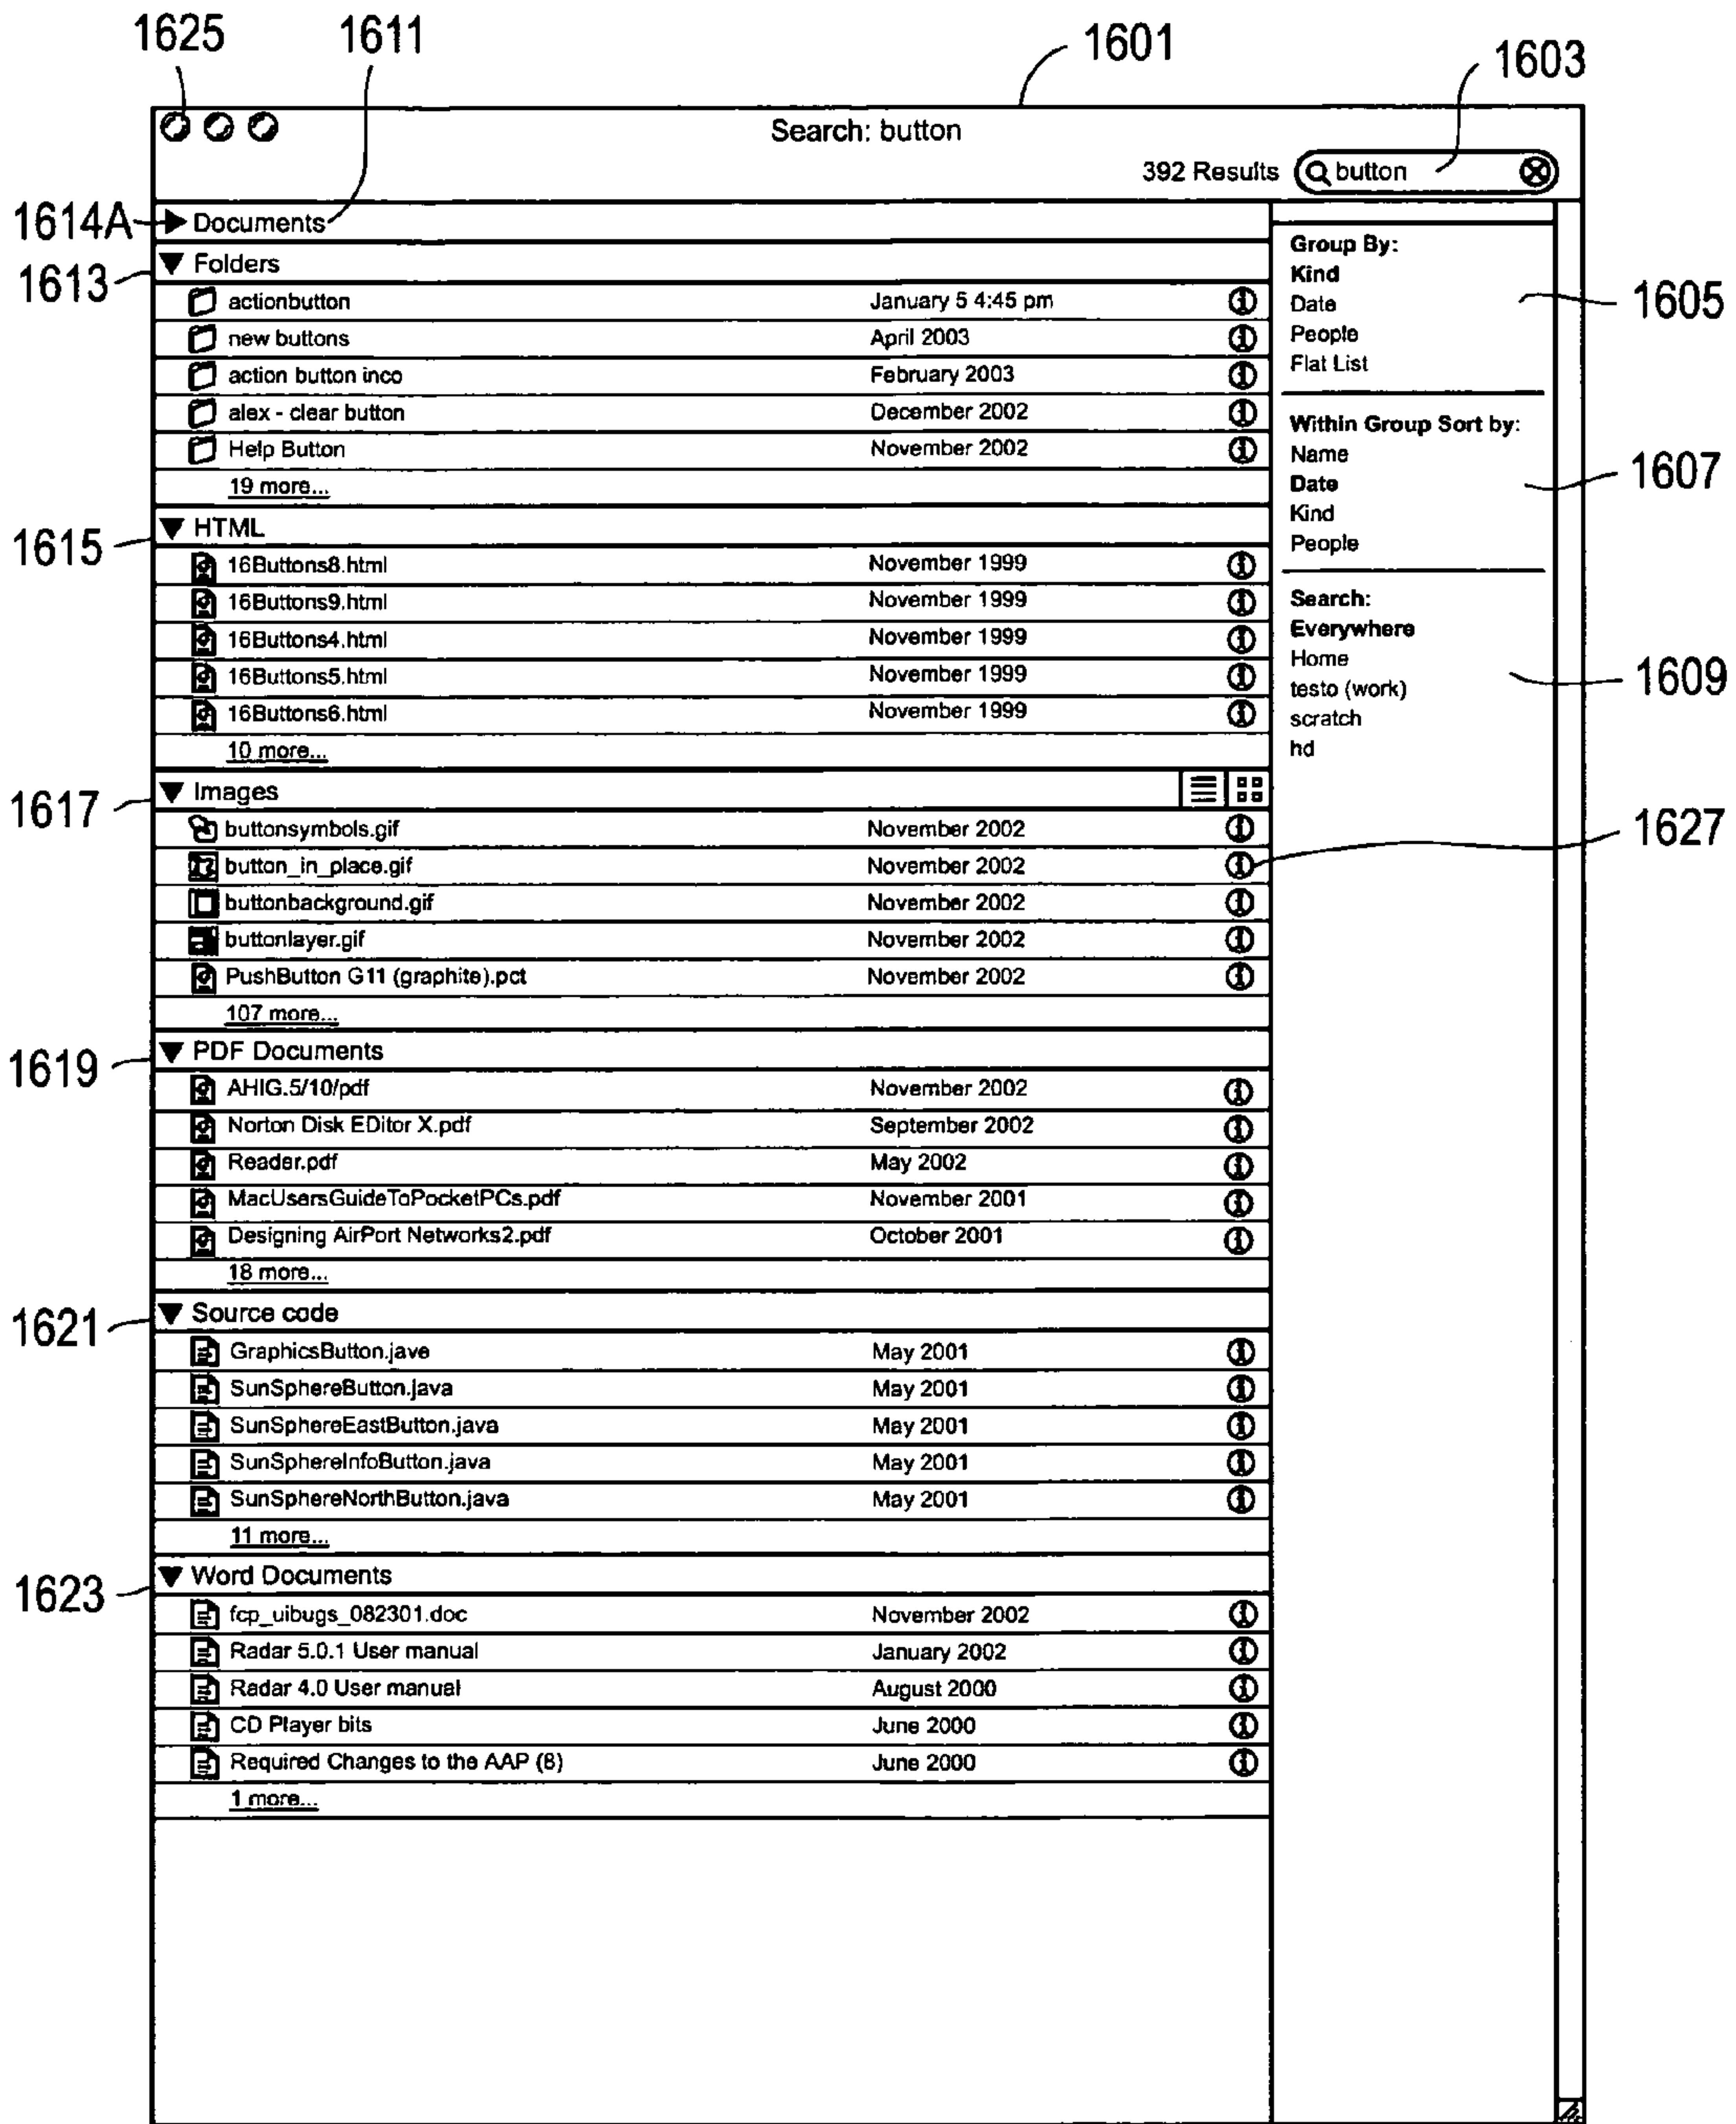 1625 1611 1601 1603
Search: button
392 Results button
1614A Documents
1613 Folders
actionbutton January 5 4:45 pm
new buttons April 2003
action button inco February 2003
alex - clear button December 2002
Help Button November 2002
19 more...
1615 HTML
16Buttons8.html November 1999
16Buttons9.html November 1999
16Buttons4.html November 1999
16Buttons5.html November 1999
16Buttons6.html November 1999
10 more...
1617 Images
buttonsymbols.gif November 2002
button_in_place.gif November 2002
buttonbackground.gif November 2002
buttonlayer.gif November 2002
PushButton G11 (graphite).pct November 2002
107 more...
1619 PDF Documents
AHIG.5/10/pdf November 2002
Norton Disk EDitor X.pdf September 2002
Reader.pdf May 2002
MacUsersGuideToPocketPCs.pdf November 2001
Designing AirPort Networks2.pdf October 2001
18 more...
1621 Source code
GraphicsButton.jave May 2001
SunSphereButton.java May 2001
SunSphereEastButton.java May 2001
SunSphereInfoButton.java May 2001
SunSphereNorthButton.java May 2001
11 more...
1623 Word Documents
fcp_uibugs_082301.doc November 2002
Radar 5.0.1 User manual January 2002
Radar 4.0 User manual August 2000
CD Player bits June 2000
Required Changes to the AAP (8) June 2000
1 more...
Group By:
Kind
Date 1605
People
Flat List
Within Group Sort by:
Name
Date 1607
Kind
People
Search:
Everywhere
Home
testo (work) 1609
scratch
hd
1627